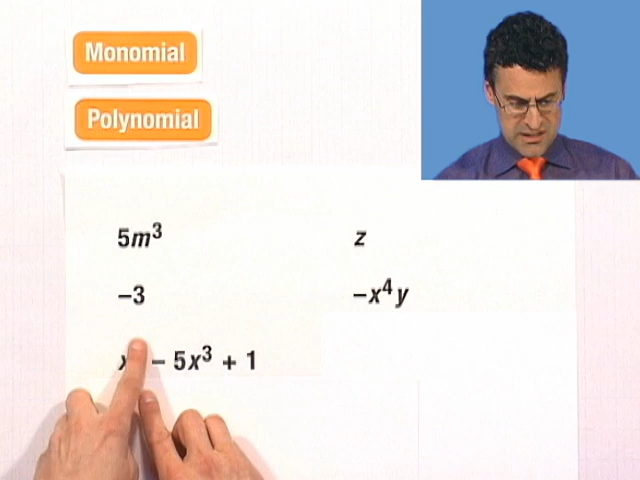 Monomial
Polynomial
5m³ z
−3 −x⁴y
x − 5x³ + 1